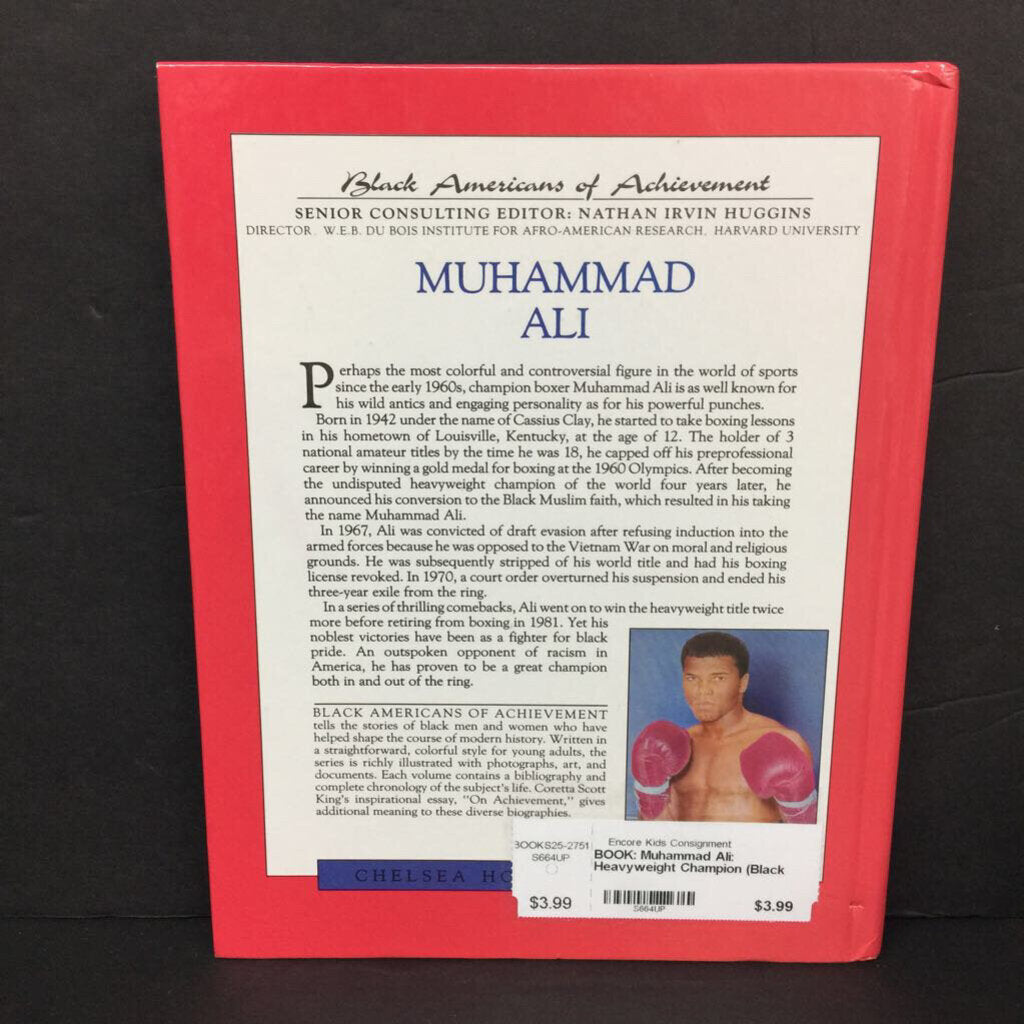 Black Americans of Achievement
SENIOR CONSULTING EDITOR: NATHAN IRVIN HUGGINS
DIRECTOR, W.E.B. DU BOIS INSTITUTE FOR AFRO-AMERICAN RESEARCH, HARVARD UNIVERSITY
MUHAMMAD
ALI
Perhaps the most colorful and controversial figure in the world of sports
since the early 1960s, champion boxer Muhammad Ali is as well known for
his wild antics and engaging personality as for his powerful punches.
Born in 1942 under the name of Cassius Clay, he started to take boxing lessons
in his hometown of Louisville, Kentucky, at the age of 12. The holder of 3
national amateur titles by the time he was 18, he capped off his preprofessional
career by winning a gold medal for boxing at the 1960 Olympics. After becoming
the undisputed heavyweight champion of the world four years later, he
announced his conversion to the Black Muslim faith, which resulted in his taking
the name Muhammad Ali.
In 1967, Ali was convicted of draft evasion after refusing induction into the
armed forces because he was opposed to the Vietnam War on moral and religious
grounds. He was subsequently stripped of his world title and had his boxing
license revoked. In 1970, a court order overturned his suspension and ended his
three-year exile from the ring.
In a series of thrilling comebacks, Ali went on to win the heavyweight title twice
more before retiring from boxing in 1981. Yet his
noblest victories have been as a fighter for black
pride. An outspoken opponent of racism in
America, he has proven to be a great champion
both in and out of the ring.
BLACK AMERICANS OF ACHIEVEMENT
tells the stories of black men and women who have
helped shape the course of modern history. Written in
a straightforward, colorful style for young adults, the
series is richly illustrated with photographs, art, and
documents. Each volume contains a bibliography and
complete chronology of the subject's life. Coretta Scott
King's inspirational essay, "On Achievement," gives
additional meaning to these diverse biographies.
CHELSEA HO
BOOKS25-2751
S664UP
$3.99
Encore Kids Consignment
BOOK: Muhammad Ali:
Heavyweight Champion (Black
S664UP
$3.99